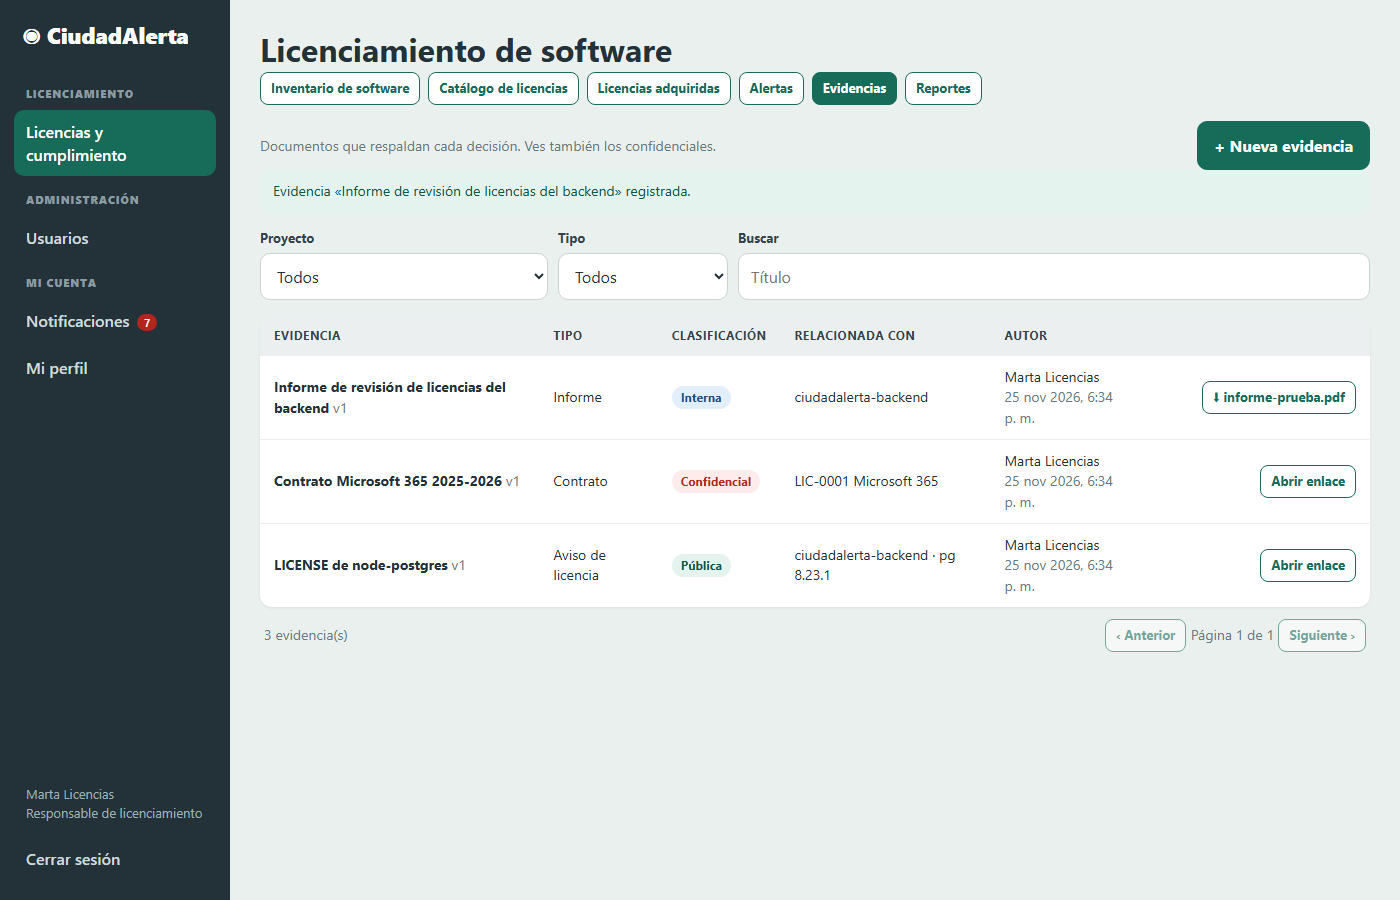 ◉ CiudadAlerta
LICENCIAMIENTO
Licencias y
cumplimiento
ADMINISTRACIÓN
Usuarios
MI CUENTA
Notificaciones 7
Mi perfil
Marta Licencias
Responsable de licenciamiento
Cerrar sesión
Licenciamiento de software
Inventario de software Catálogo de licencias Licencias adquiridas Alertas Evidencias Reportes
Documentos que respaldan cada decisión. Ves también los confidenciales.
+ Nueva evidencia
Evidencia «Informe de revisión de licencias del backend» registrada.
Proyecto Tipo Buscar
Todos Todos Título
EVIDENCIA TIPO CLASIFICACIÓN RELACIONADA CON AUTOR
Informe de revisión de licencias del
backend v1
Informe
Interna
ciudadalerta-backend
Marta Licencias
25 nov 2026, 6:34
p. m.
⬇ informe-prueba.pdf
Contrato Microsoft 365 2025-2026 v1
Contrato
Confidencial
LIC-0001 Microsoft 365
Marta Licencias
25 nov 2026, 6:34
p. m.
Abrir enlace
LICENSE de node-postgres v1
Aviso de
licencia
Pública
ciudadalerta-backend · pg
8.23.1
Marta Licencias
25 nov 2026, 6:34
p. m.
Abrir enlace
3 evidencia(s)
‹ Anterior Página 1 de 1 Siguiente ›